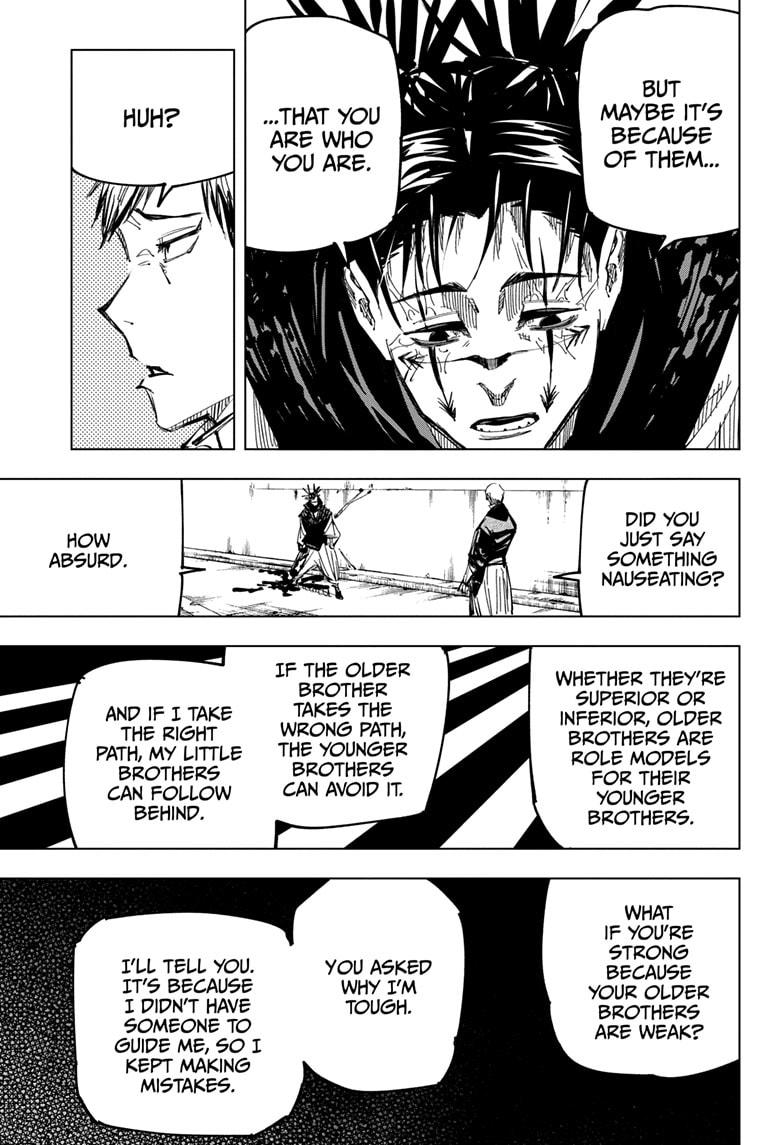 BUT
MAYBE IT'S
BECAUSE
OF THEM...
...THAT YOU
ARE WHO
YOU ARE.
HUH?
DID YOU
JUST SAY
SOMETHING
NAUSEATING?
HOW
ABSURD.
WHETHER THEY'RE
SUPERIOR OR
INFERIOR, OLDER
BROTHERS ARE
ROLE MODELS
FOR THEIR
YOUNGER
BROTHERS.
IF THE OLDER
BROTHER
TAKES THE
WRONG PATH,
THE YOUNGER
BROTHERS
CAN AVOID IT.
AND IF I TAKE
THE RIGHT
PATH, MY LITTLE
BROTHERS
CAN FOLLOW
BEHIND.
WHAT
IF YOU'RE
STRONG
BECAUSE
YOUR OLDER
BROTHERS
ARE WEAK?
YOU ASKED
WHY I'M
TOUGH.
I'LL TELL YOU.
IT'S BECAUSE
I DIDN'T HAVE
SOMEONE TO
GUIDE ME, SO I
KEPT MAKING
MISTAKES.